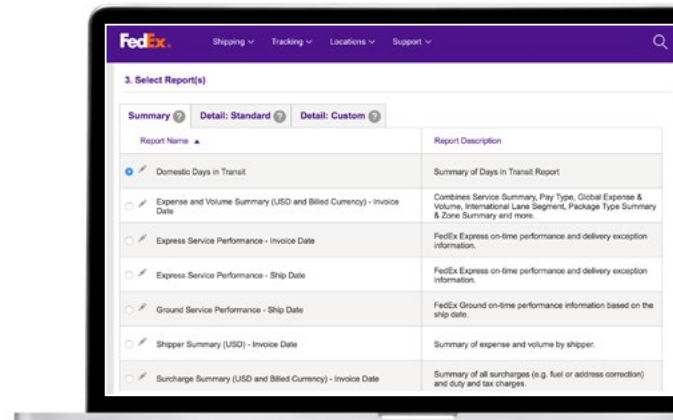 FedEx.
Shipping
Tracking
Locations
Support
3. Select Report(s)
Summary ?
Detail: Standard ?
Detail: Custom ?
Report Name ▲
Report Description
Domestic Days in Transit
Summary of Days in Transit Report
Expense and Volume Summary (USD and Billed Currency) - Invoice
Date
Combines Service Summary, Pay Type, Global Expense &
Volume, International Lane Segment, Package Type Summary
& Zone Summary and more.
Express Service Performance - Invoice Date
FedEx Express on-time performance and delivery exception
information.
Express Service Performance - Ship Date
FedEx Express on-time performance and delivery exception
information.
Ground Service Performance - Ship Date
FedEx Ground on-time performance information based on the
ship date.
Shipper Summary (USD) - Invoice Date
Summary of expense and volume by shipper.
Surcharge Summary (USD and Billed Currency) - Invoice Date
Summary of all surcharges (e.g. fuel or address correction)
and duty and tax charges.